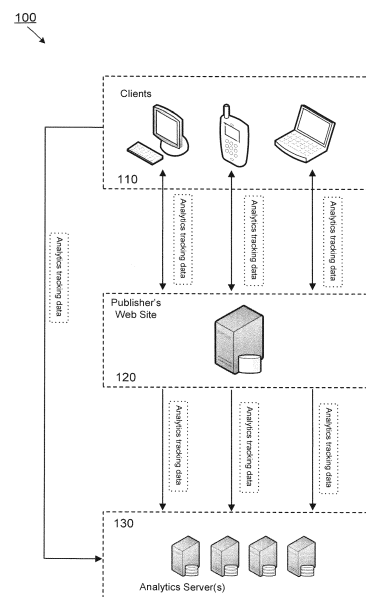 100
Clients
110
Analytics tracking data
Analytics tracking data
Analytics tracking data
Analytics tracking data
Publisher's
Web Site
120
Analytics tracking data
Analytics tracking data
Analytics tracking data
130
Analytics Server(s)